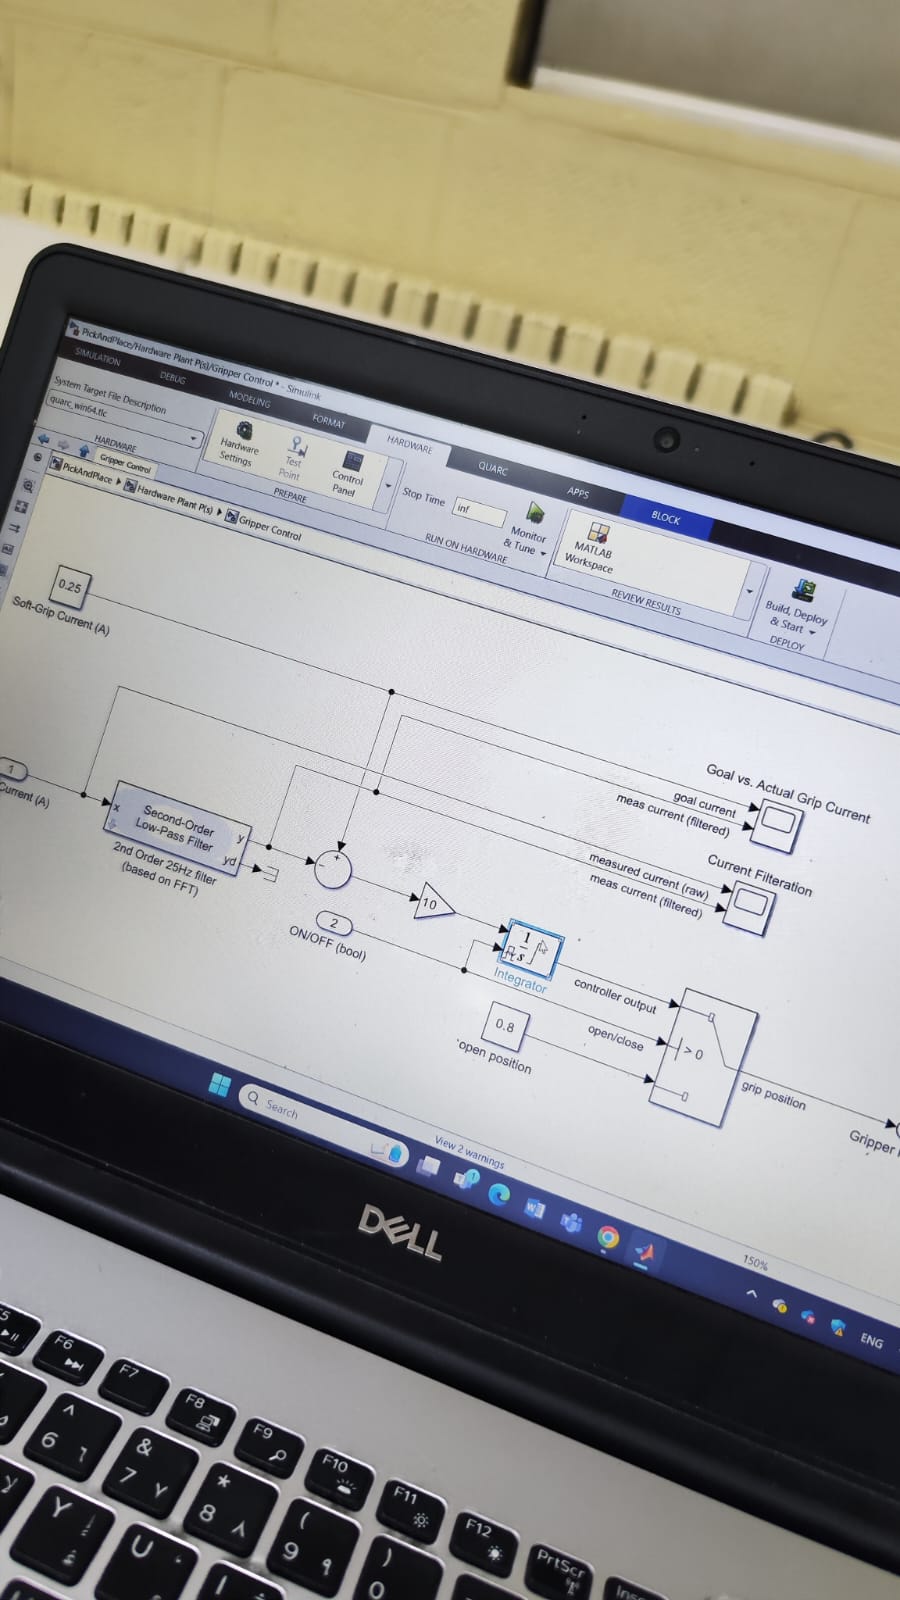 PickAndPlace/Hardware Plant P(s)/Gripper Control * - Simulink
SIMULATION
DEBUG
MODELING
FORMAT
HARDWARE
QUARC
APPS
BLOCK
System Target File Description
quarc_win64.tlc
HARDWARE
Hardware
Settings
Test
Point
Control
Panel
PREPARE
Stop Time
inf
Monitor
& Tune
RUN ON HARDWARE
MATLAB
Workspace
REVIEW RESULTS
Build, Deploy
& Start
DEPLOY
Gripper Control
PickAndPlace
Hardware Plant P(s)
Gripper Control
0.25
Soft-Grip Current (A)
1
Current (A)
x
Second-Order
Low-Pass Filter
y
yd
2nd Order 25Hz filter
(based on FFT)
2
ON/OFF (bool)
10
1
s
Integrator
0.8
open position
Goal vs. Actual Grip Current
goal current
meas current (filtered)
Current Filteration
measured current (raw)
meas current (filtered)
controller output
open/close
> 0
grip position
Gripper
View 2 warnings
150%
Search
ENG
DELL
F5
F6
F7
F8
F9
F10
F11
F12
PrtScr
Ins
^
6
٦
&
7
٧
*
8
٨
(
9
٩
)
0
Y
U
I